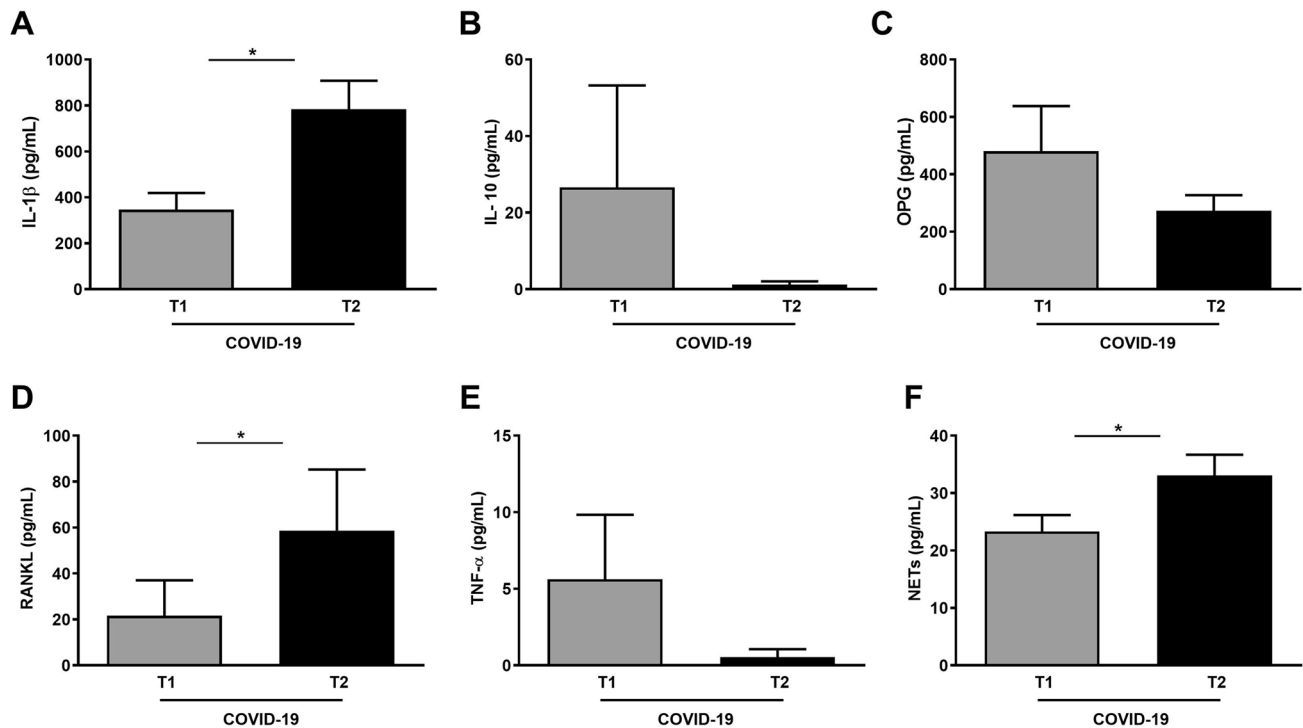 A
IL-1β (pg/mL)
1000
800
600
400
200
0
*
T1 T2
COVID-19
B
IL- 10 (pg/mL)
60
40
20
0
T1 T2
COVID-19
C
OPG (pg/mL)
800
600
400
200
0
T1 T2
COVID-19
D
RANKL (pg/mL)
100
80
60
40
20
0
*
T1 T2
COVID-19
E
TNF-α (pg/mL)
15
10
5
0
T1 T2
COVID-19
F
NETs (pg/mL)
40
30
20
10
0
*
T1 T2
COVID-19